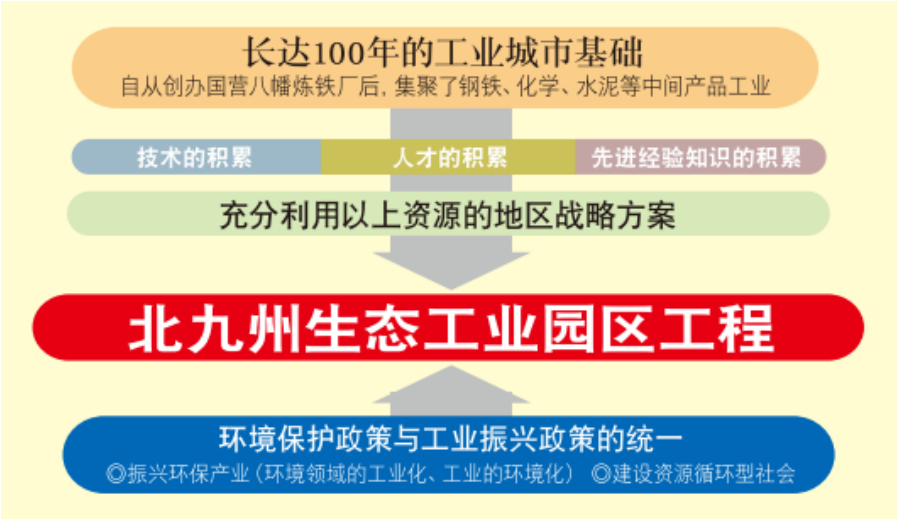 长达100年的工业城市基础
自从创办国营八幡炼铁厂后，集聚了钢铁、化学、水泥等中间产品工业
技术的积累 人才的积累 先进经验知识的积累
充分利用以上资源的地区战略方案
北九州生态工业园区工程
环境保护政策与工业振兴政策的统一
◎振兴环保产业（环境领域的工业化、工业的环境化） ◎建设资源循环型社会